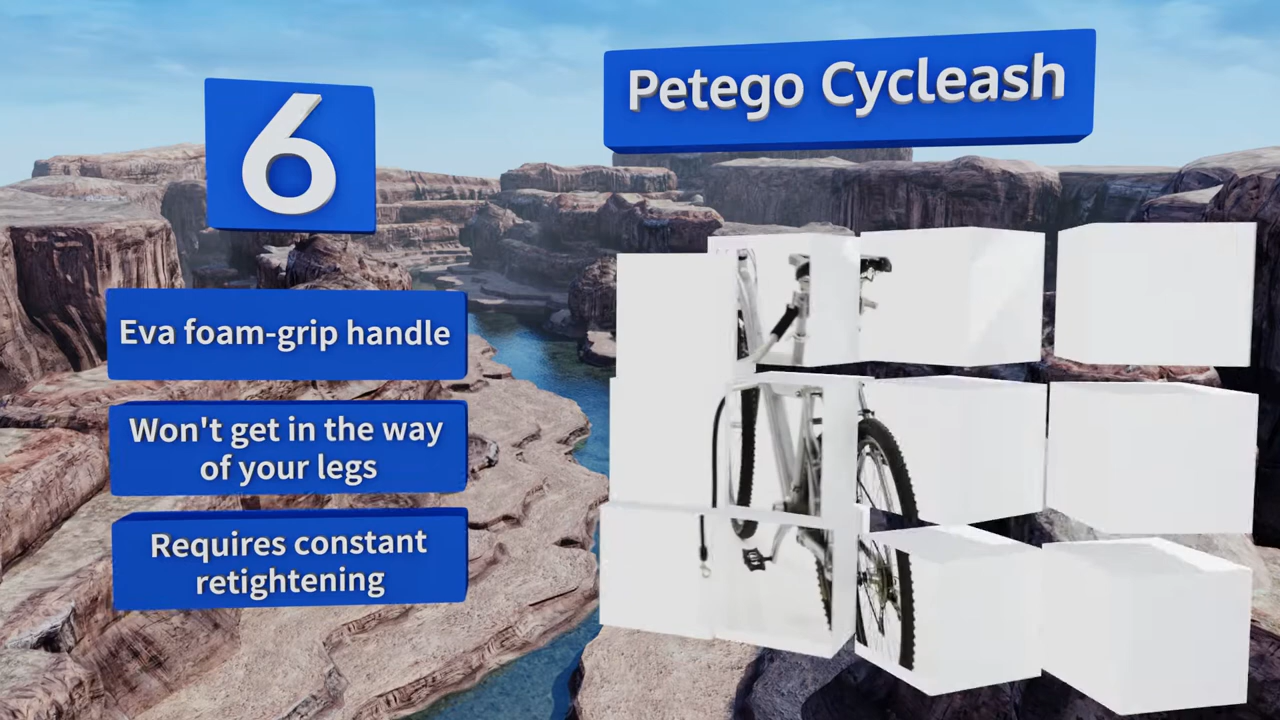 6
Petego Cycleash
Eva foam-grip handle
Won't get in the way
of your legs
Requires constant
retightening